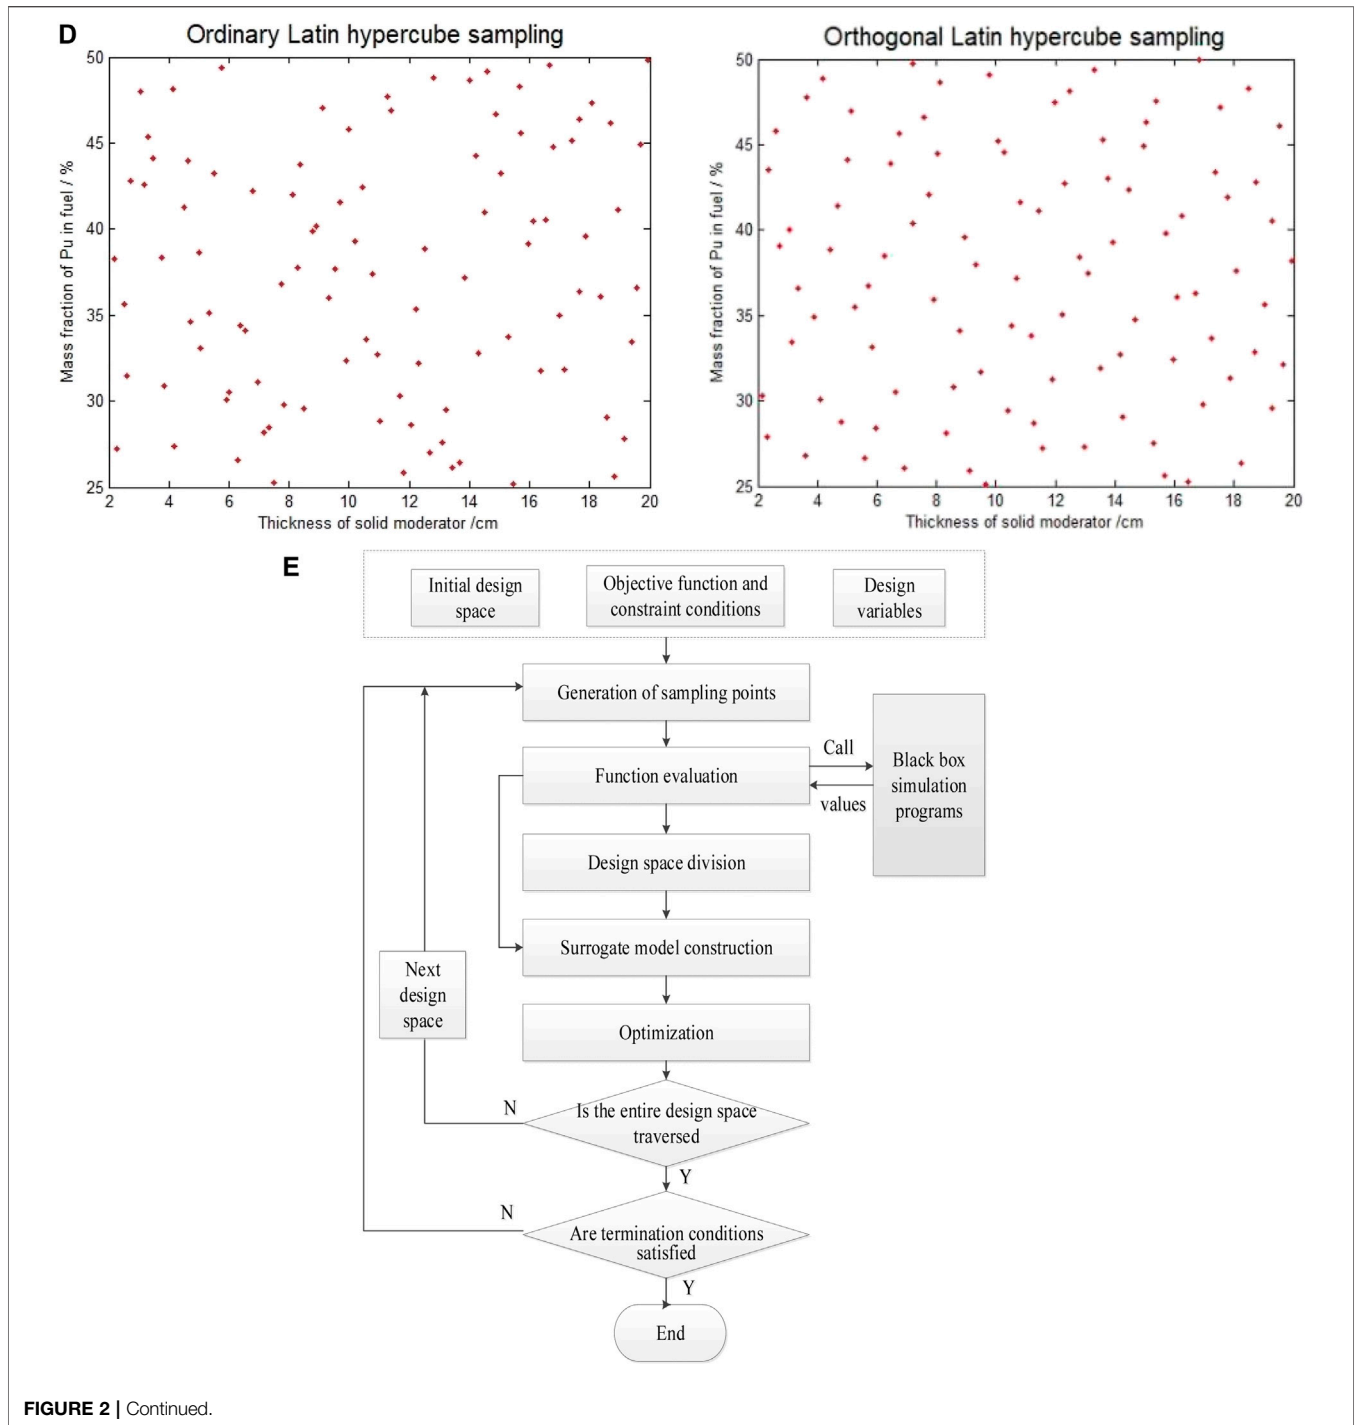 D
Ordinary Latin hypercube sampling
50
45
40
35
30
25
Mass fraction of Pu in fuel / %
2 4 6 8 10 12 14 16 18 20
Thickness of solid moderator /cm
Orthogonal Latin hypercube sampling
50
45
40
35
30
25
Mass fraction of Pu in fuel / %
2 4 6 8 10 12 14 16 18 20
Thickness of solid moderator /cm
E
Initial design
space
Objective function and
constraint conditions
Design
variables
Generation of sampling points
Function evaluation
Call
values
Black box
simulation
programs
Design space division
Surrogate model construction
Next
design
space
Optimization
Is the entire design space
traversed
N
Y
Are termination conditions
satisfied
N
Y
End
FIGURE 2 | Continued.